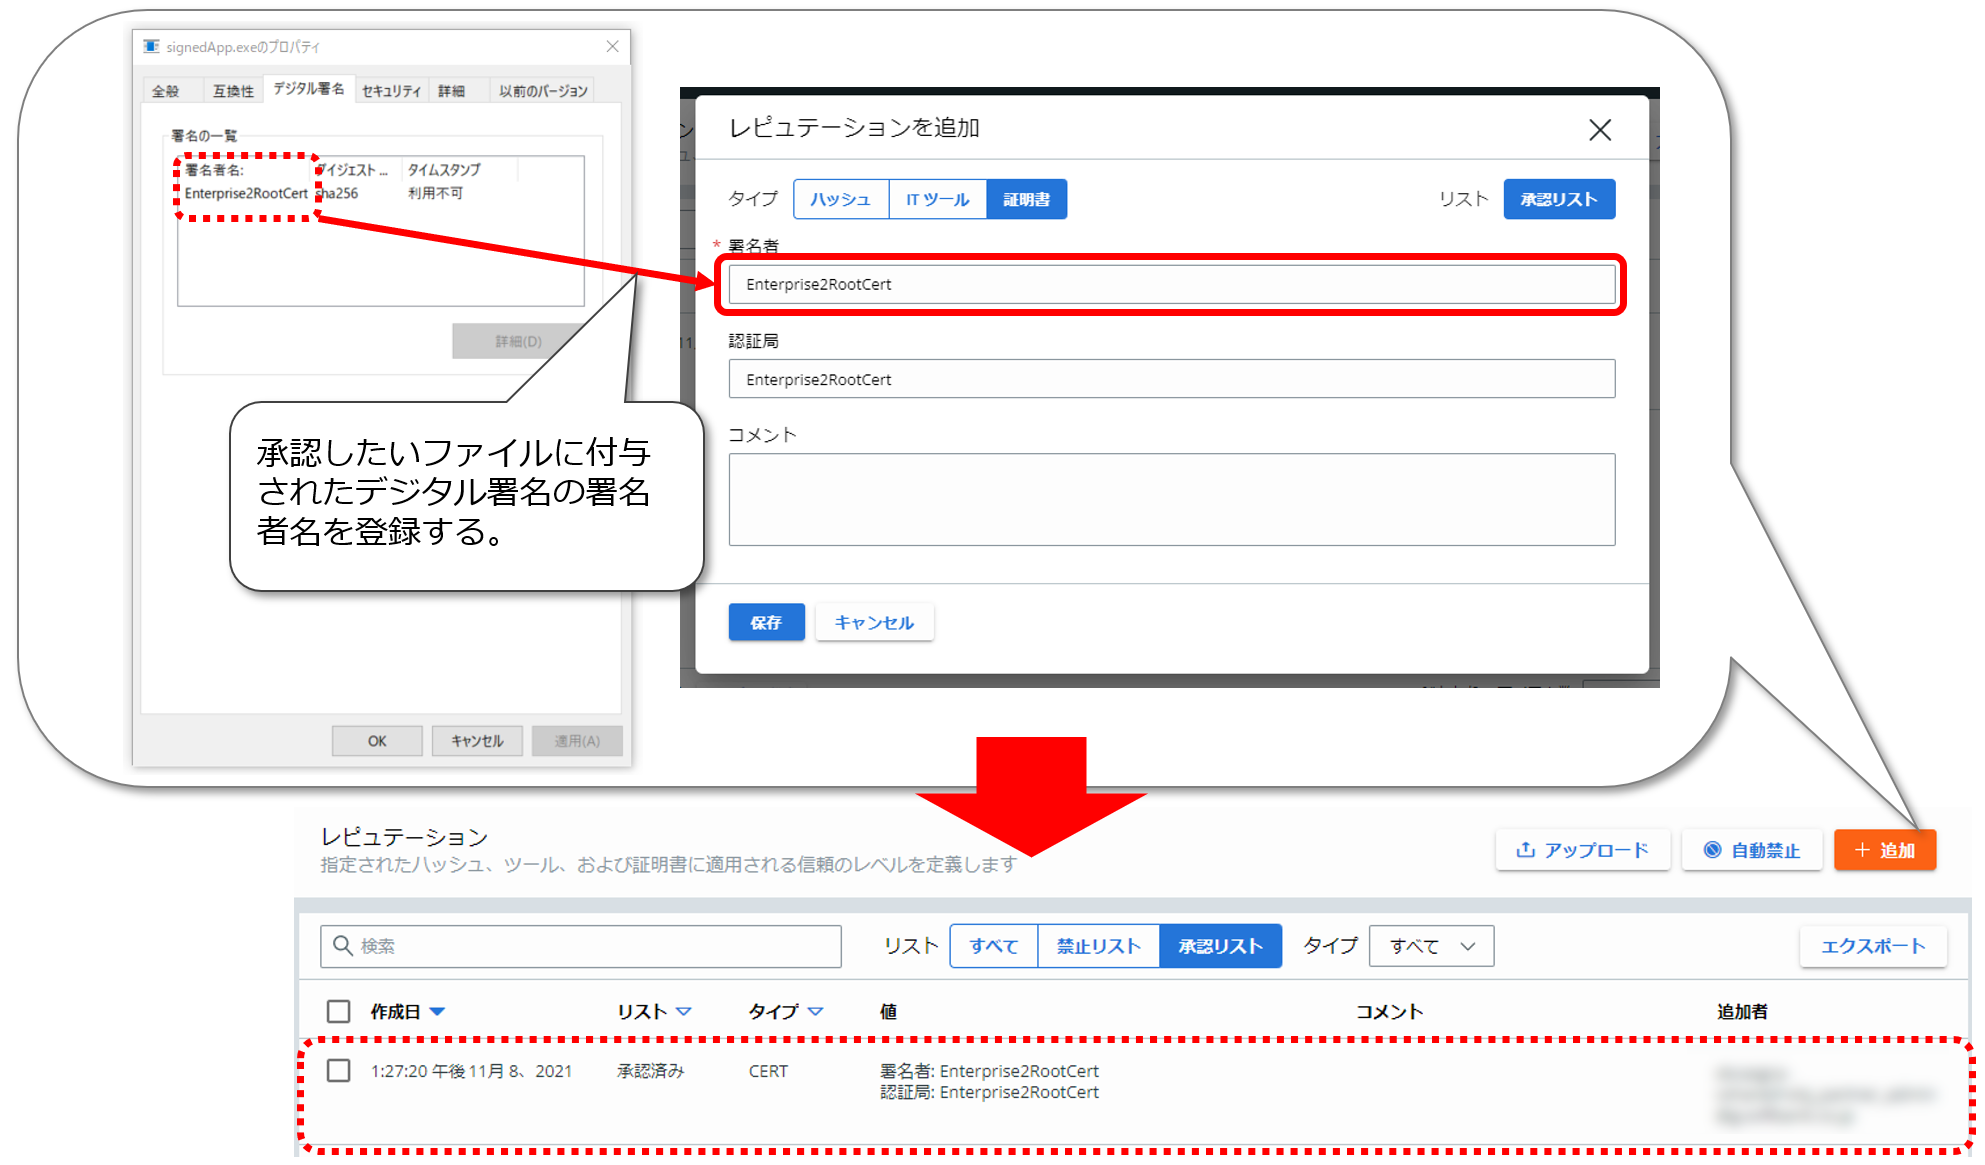 signedApp.exeのプロパティ
全般 互換性 デジタル署名 セキュリティ 詳細 以前のバージョン
署名の一覧
署名者名: ダイジェスト ... タイムスタンプ
Enterprise2RootCert sha256 利用不可
詳細(D)
承認したいファイルに付与
されたデジタル署名の署名
者名を登録する。
OK キャンセル 適用(A)
レピュテーションを追加
タイプ ハッシュ IT ツール 証明書 リスト 承認リスト
* 署名者
Enterprise2RootCert
認証局
Enterprise2RootCert
コメント
保存 キャンセル
レピュテーション
指定されたハッシュ、ツール、および証明書に適用される信頼のレベルを定義します
アップロード 自動禁止 + 追加
検索 リスト すべて 禁止リスト 承認リスト タイプ すべて エクスポート
作成日 リスト タイプ 値 コメント 追加者
1:27:20 午後 11月 8、2021 承認済み CERT 署名者: Enterprise2RootCert
認証局: Enterprise2RootCert